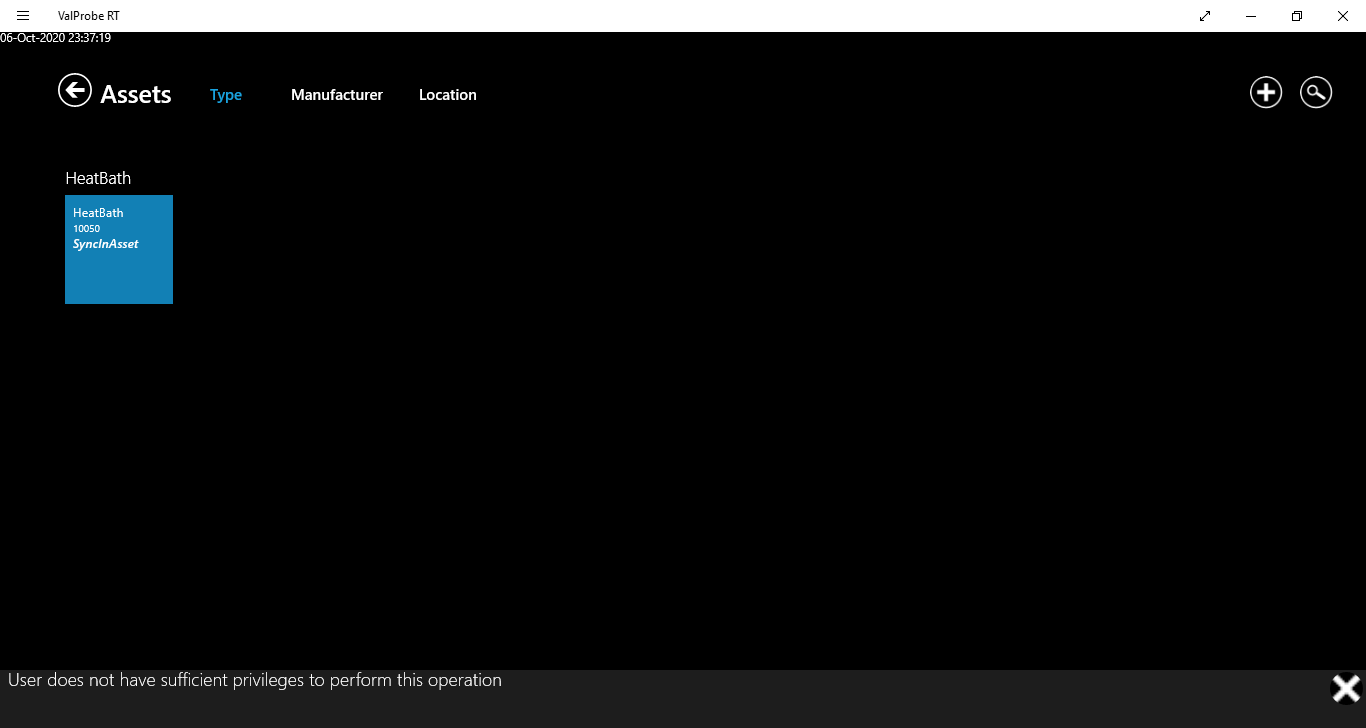 ValProbe RT
06-Oct-2020 23:37:19
Assets Type Manufacturer Location
HeatBath
HeatBath
10050
SyncInAsset
User does not have sufficient privileges to perform this operation